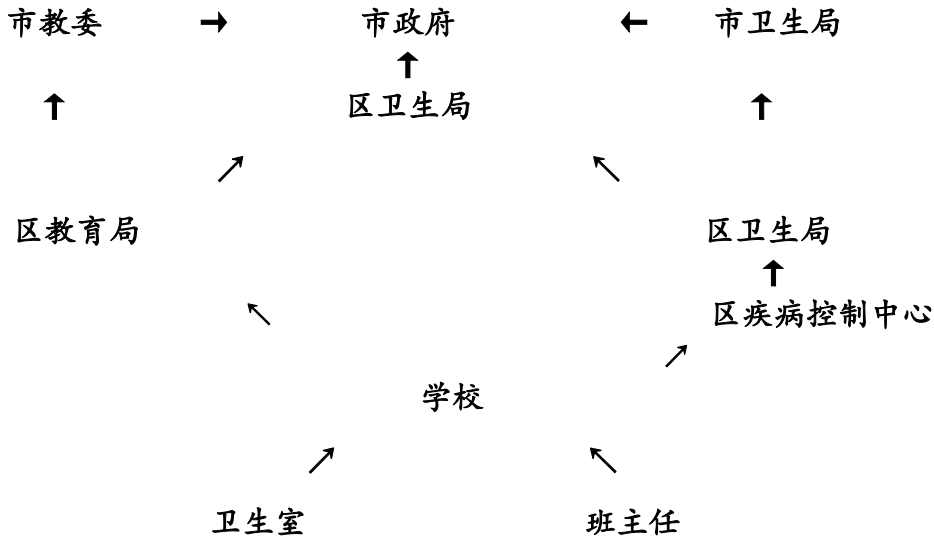 市教委 → 市政府 ← 市卫生局
↑
↑ 区卫生局 ↑
↗ ↖
区教育局 区卫生局
↑
↖ 区疾病控制中心
↗
学校
↗ ↖
卫生室 班主任